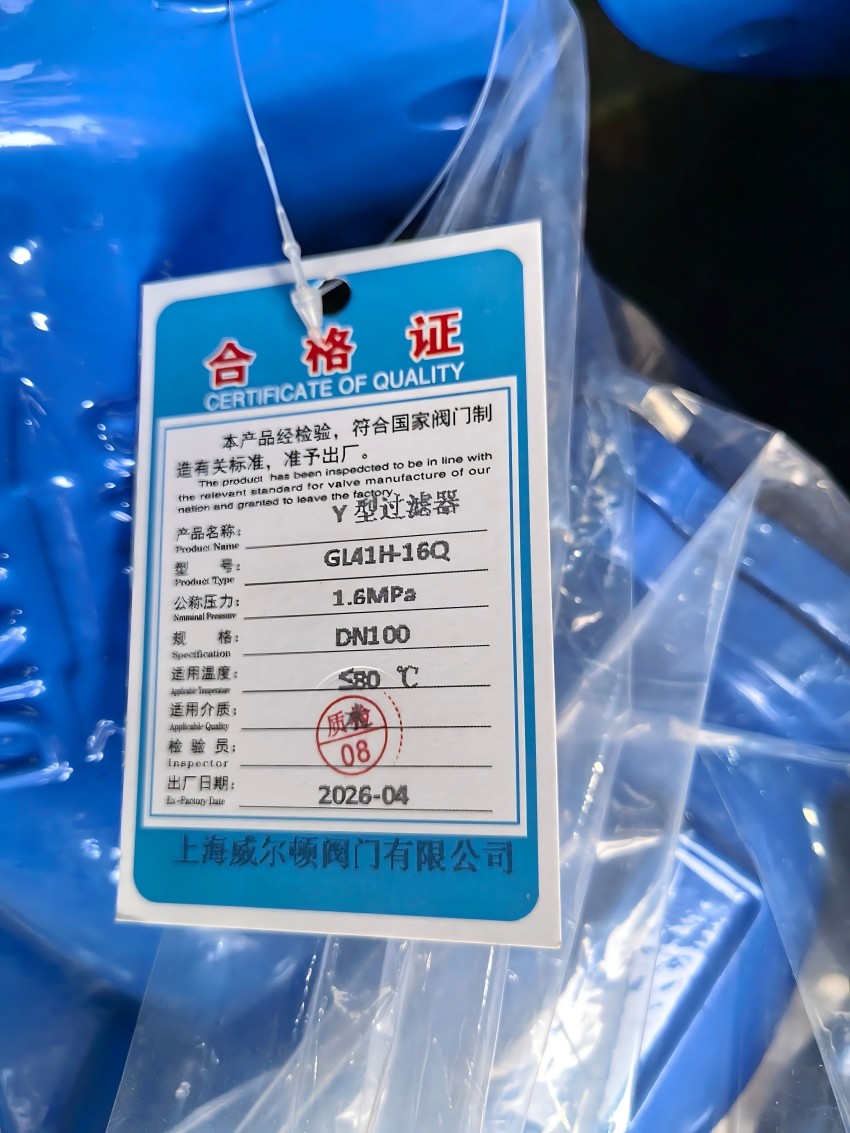 合格证
CERTIFICATE OF QUALITY
本产品经检验，符合国家阀门制
造有关标准，准予出厂。
The product has been inspedcted to be in line with
the relevant standard for valve manufacture of our
nation and granted to leave the factory.
产品名称： Y型过滤器
Product Name
型 号： GL41H-16Q
Product Type
公称压力： 1.6MPa
Nominal Pressure
规 格： DN100
Specification
适用温度： ≤80 ℃
Applicable Temperature
适用介质： 水
Applicable Quality
质检
08
检 验 员：
Inspector
出厂日期： 2026-04
Ex-Factory Date
上海威尔顿阀门有限公司